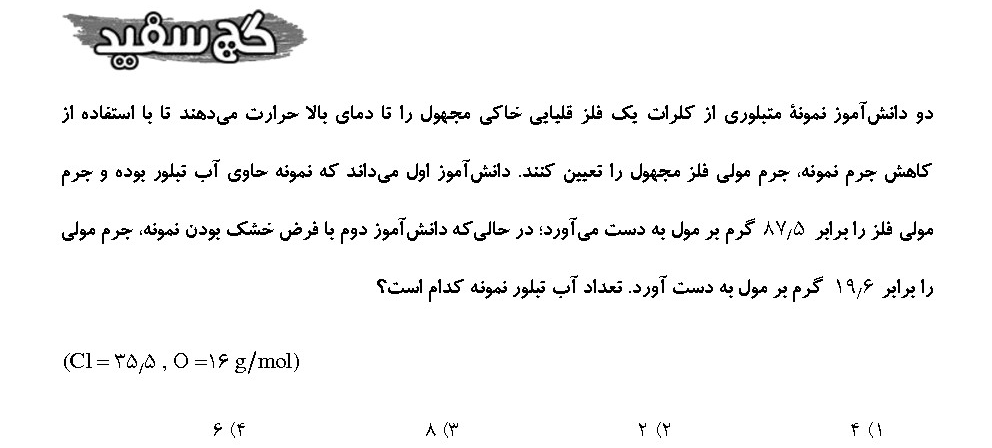 گچ سفید
دو دانش‌آموز نمونهٔ متبلوری از کلرات یک فلز قلیایی خاکی مجهول را تا دمای بالا حرارت می‌دهند تا با استفاده از
کاهش جرم نمونه، جرم مولی فلز مجهول را تعیین کنند. دانش‌آموز اول می‌داند که نمونه حاوی آب تبلور بوده و جرم
مولی فلز را برابر ۸۷٫۵ گرم بر مول به دست می‌آورد؛ در حالی‌که دانش‌آموز دوم با فرض خشک بودن نمونه، جرم مولی
را برابر ۱۹٫۶ گرم بر مول به دست آورد. تعداد آب تبلور نمونه کدام است؟
(Cl = ۳۵٫۵ , O =۱۶ g/mol)
۱) ۴ ۲) ۲ ۳) ۸ ۴) ۶